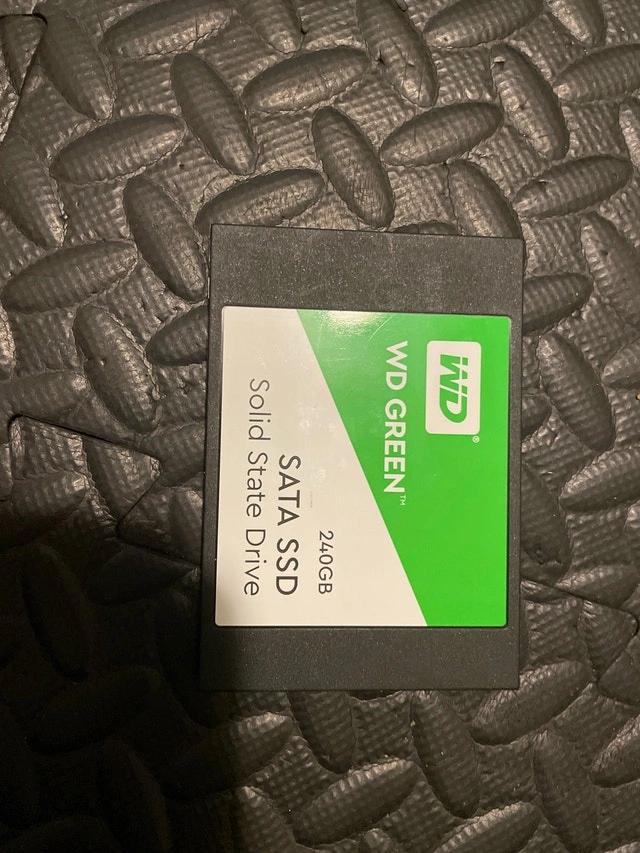 WD®
WD GREEN™
240GB
SATA SSD
Solid State Drive